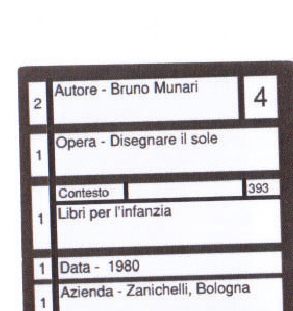 2 Autore - Bruno Munari 4
1 Opera - Disegnare il sole
Contesto 393
1 Libri per l'infanzia
1 Data - 1980
1 Azienda - Zanichelli, Bologna